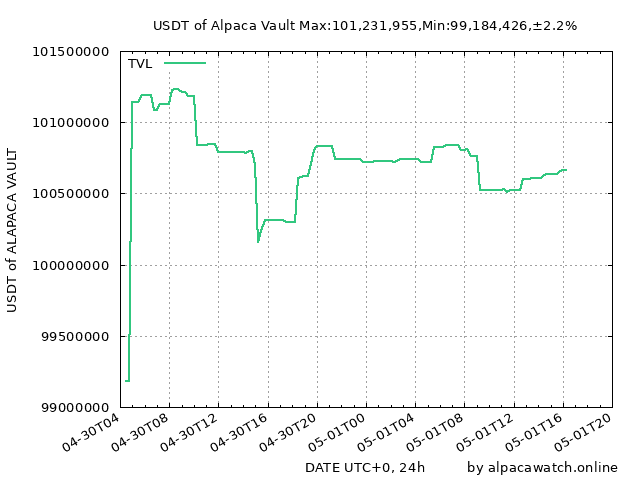 USDT of Alpaca Vault Max:101,231,955,Min:99,184,426,±2.2%
TVL
USDT of ALAPACA VAULT
101500000
101000000
100500000
100000000
99500000
99000000
04-30T04
04-30T08
04-30T12
04-30T16
04-30T20
05-01T00
05-01T04
05-01T08
05-01T12
05-01T16
05-01T20
DATE UTC+0, 24h
by alpacawatch.online